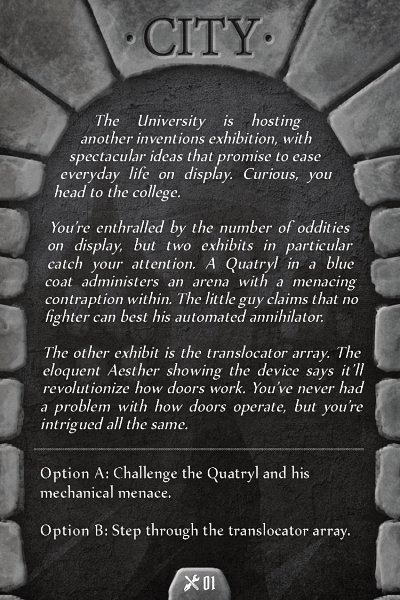 · CITY ·
The University is hosting
another inventions exhibition, with
spectacular ideas that promise to ease
everyday life on display. Curious, you
head to the college.
You're enthralled by the number of oddities
on display, but two exhibits in particular
catch your attention. A Quatryl in a blue
coat administers an arena with a menacing
contraption within. The little guy claims that no
fighter can best his automated annihilator.
The other exhibit is the translocator array. The
eloquent Aesther showing the device says it'll
revolutionize how doors work. You've never had
a problem with how doors operate, but you're
intrigued all the same.
Option A: Challenge the Quatryl and his
mechanical menace.
Option B: Step through the translocator array.
01